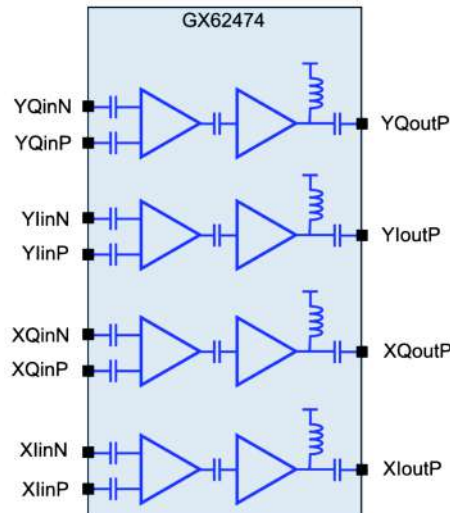 GX62474
YQinN
YQinP
YQoutP
YIinN
YIinP
YIoutP
XQinN
XQinP
XQoutP
XIinN
XIinP
XIoutP